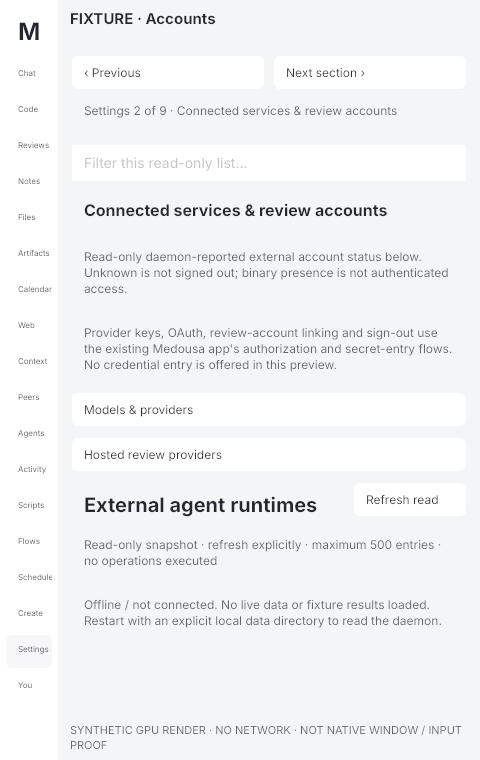 M
FIXTURE · Accounts
Chat
Code
Reviews
Notes
Files
Artifacts
Calendar
Web
Context
Peers
Agents
Activity
Scripts
Flows
Schedule
Create
Settings
You
‹ Previous
Next section ›
Settings 2 of 9 · Connected services & review accounts
Filter this read-only list...
Connected services & review accounts
Read-only daemon-reported external account status below.
Unknown is not signed out; binary presence is not authenticated
access.
Provider keys, OAuth, review-account linking and sign-out use
the existing Medousa app's authorization and secret-entry flows.
No credential entry is offered in this preview.
Models & providers
Hosted review providers
External agent runtimes
Refresh read
Read-only snapshot · refresh explicitly · maximum 500 entries ·
no operations executed
Offline / not connected. No live data or fixture results loaded.
Restart with an explicit local data directory to read the daemon.
SYNTHETIC GPU RENDER · NO NETWORK · NOT NATIVE WINDOW / INPUT
PROOF